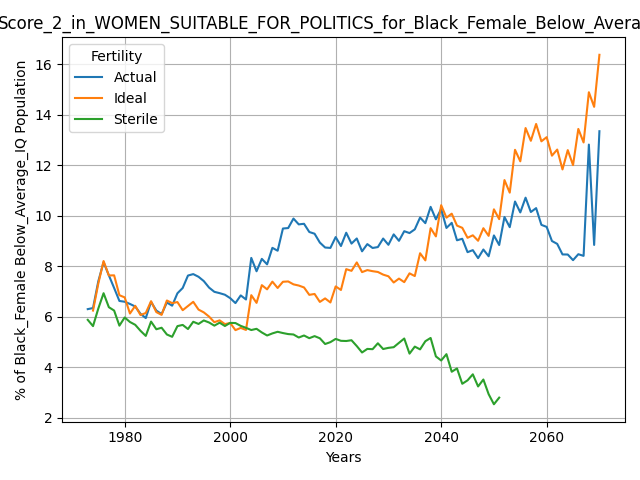 Score_2_in_WOMEN_SUITABLE_FOR_POLITICS_for_Black_Female_Below_Avera
Fertility
Actual
Ideal
Sterile
% of Black_Female Below_Average_IQ Population
16
14
12
10
8
6
4
2
1980 2000 2020 2040 2060
Years